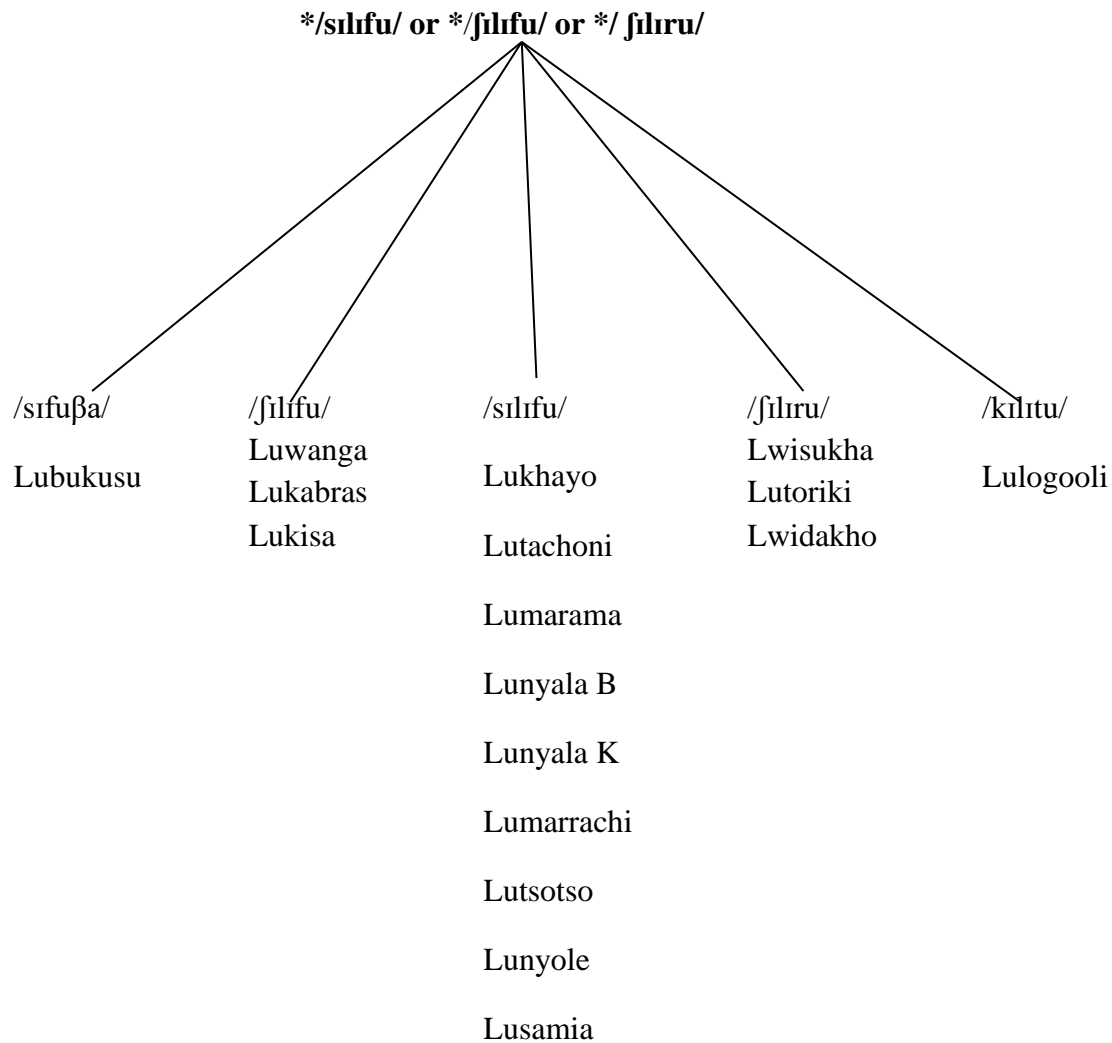 */sɪlɪfu/ or */ʃɪlɪfu/ or */ ʃɪlɪru/
/sɪfuβa/
Lubukusu
/ʃɪlɪfu/
Luwanga
Lukabras
Lukisa
/sɪlɪfu/
Lukhayo
Lutachoni
Lumarama
Lunyala B
Lunyala K
Lumarrachi
Lutsotso
Lunyole
Lusamia
/ʃɪlɪru/
Lwisukha
Lutoriki
Lwidakho
/kɪlɪtu/
Lulogooli